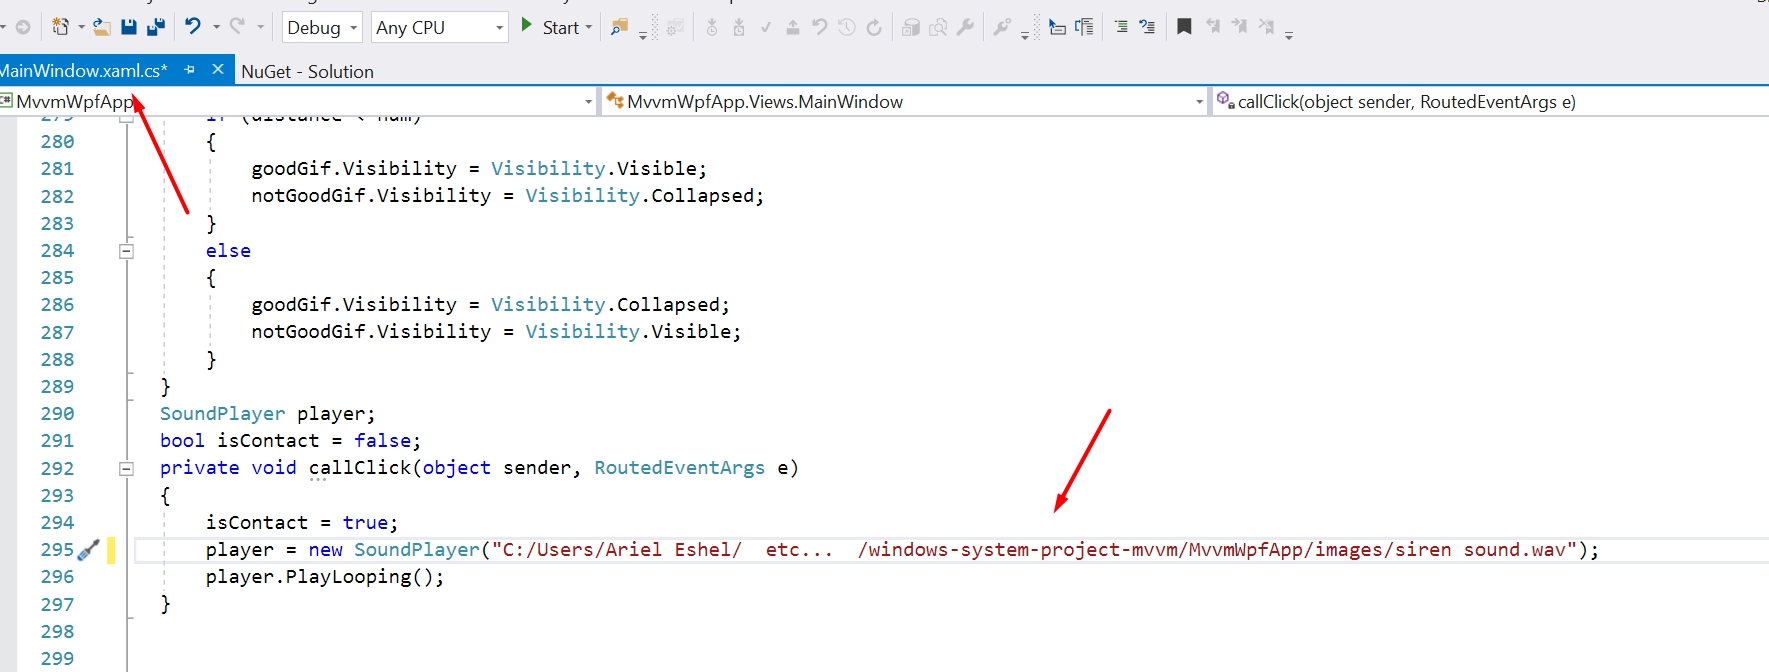 Debug
Any CPU
Start
MainWindow.xaml.cs*
NuGet - Solution
C# MvvmWpfApp
MvvmWpfApp.Views.MainWindow
callClick(object sender, RoutedEventArgs e)
279 if (distance < num)
280 {
281 goodGif.Visibility = Visibility.Visible;
282 notGoodGif.Visibility = Visibility.Collapsed;
283 }
284 else
285 {
286 goodGif.Visibility = Visibility.Collapsed;
287 notGoodGif.Visibility = Visibility.Visible;
288 }
289 }
290 SoundPlayer player;
291 bool isContact = false;
292 private void callClick(object sender, RoutedEventArgs e)
293 {
294 isContact = true;
295 player = new SoundPlayer("C:/Users/Ariel Eshel/  etc...  /windows-system-project-mvvm/MvvmWpfApp/images/siren sound.wav");
296 player.PlayLooping();
297 }
298
299